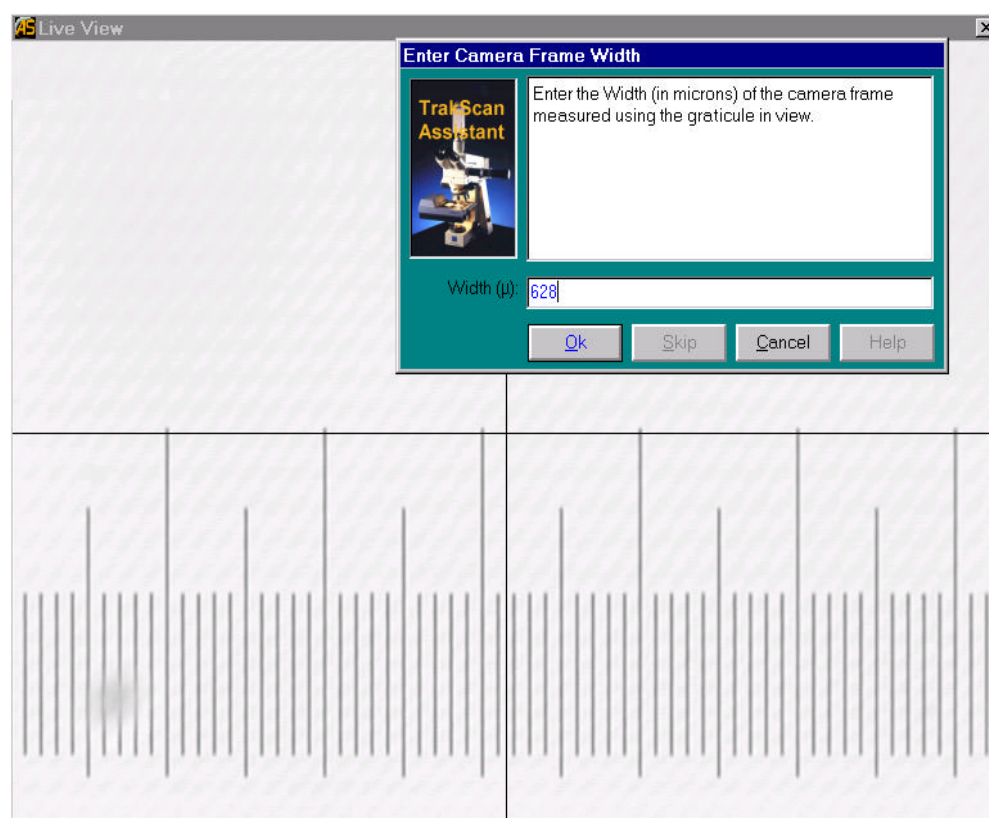 AS Live View
Enter Camera Frame Width
TrakScan
Assistant
Enter the Width (in microns) of the camera frame
measured using the graticule in view.
Width (µ): 628
Ok Skip Cancel Help